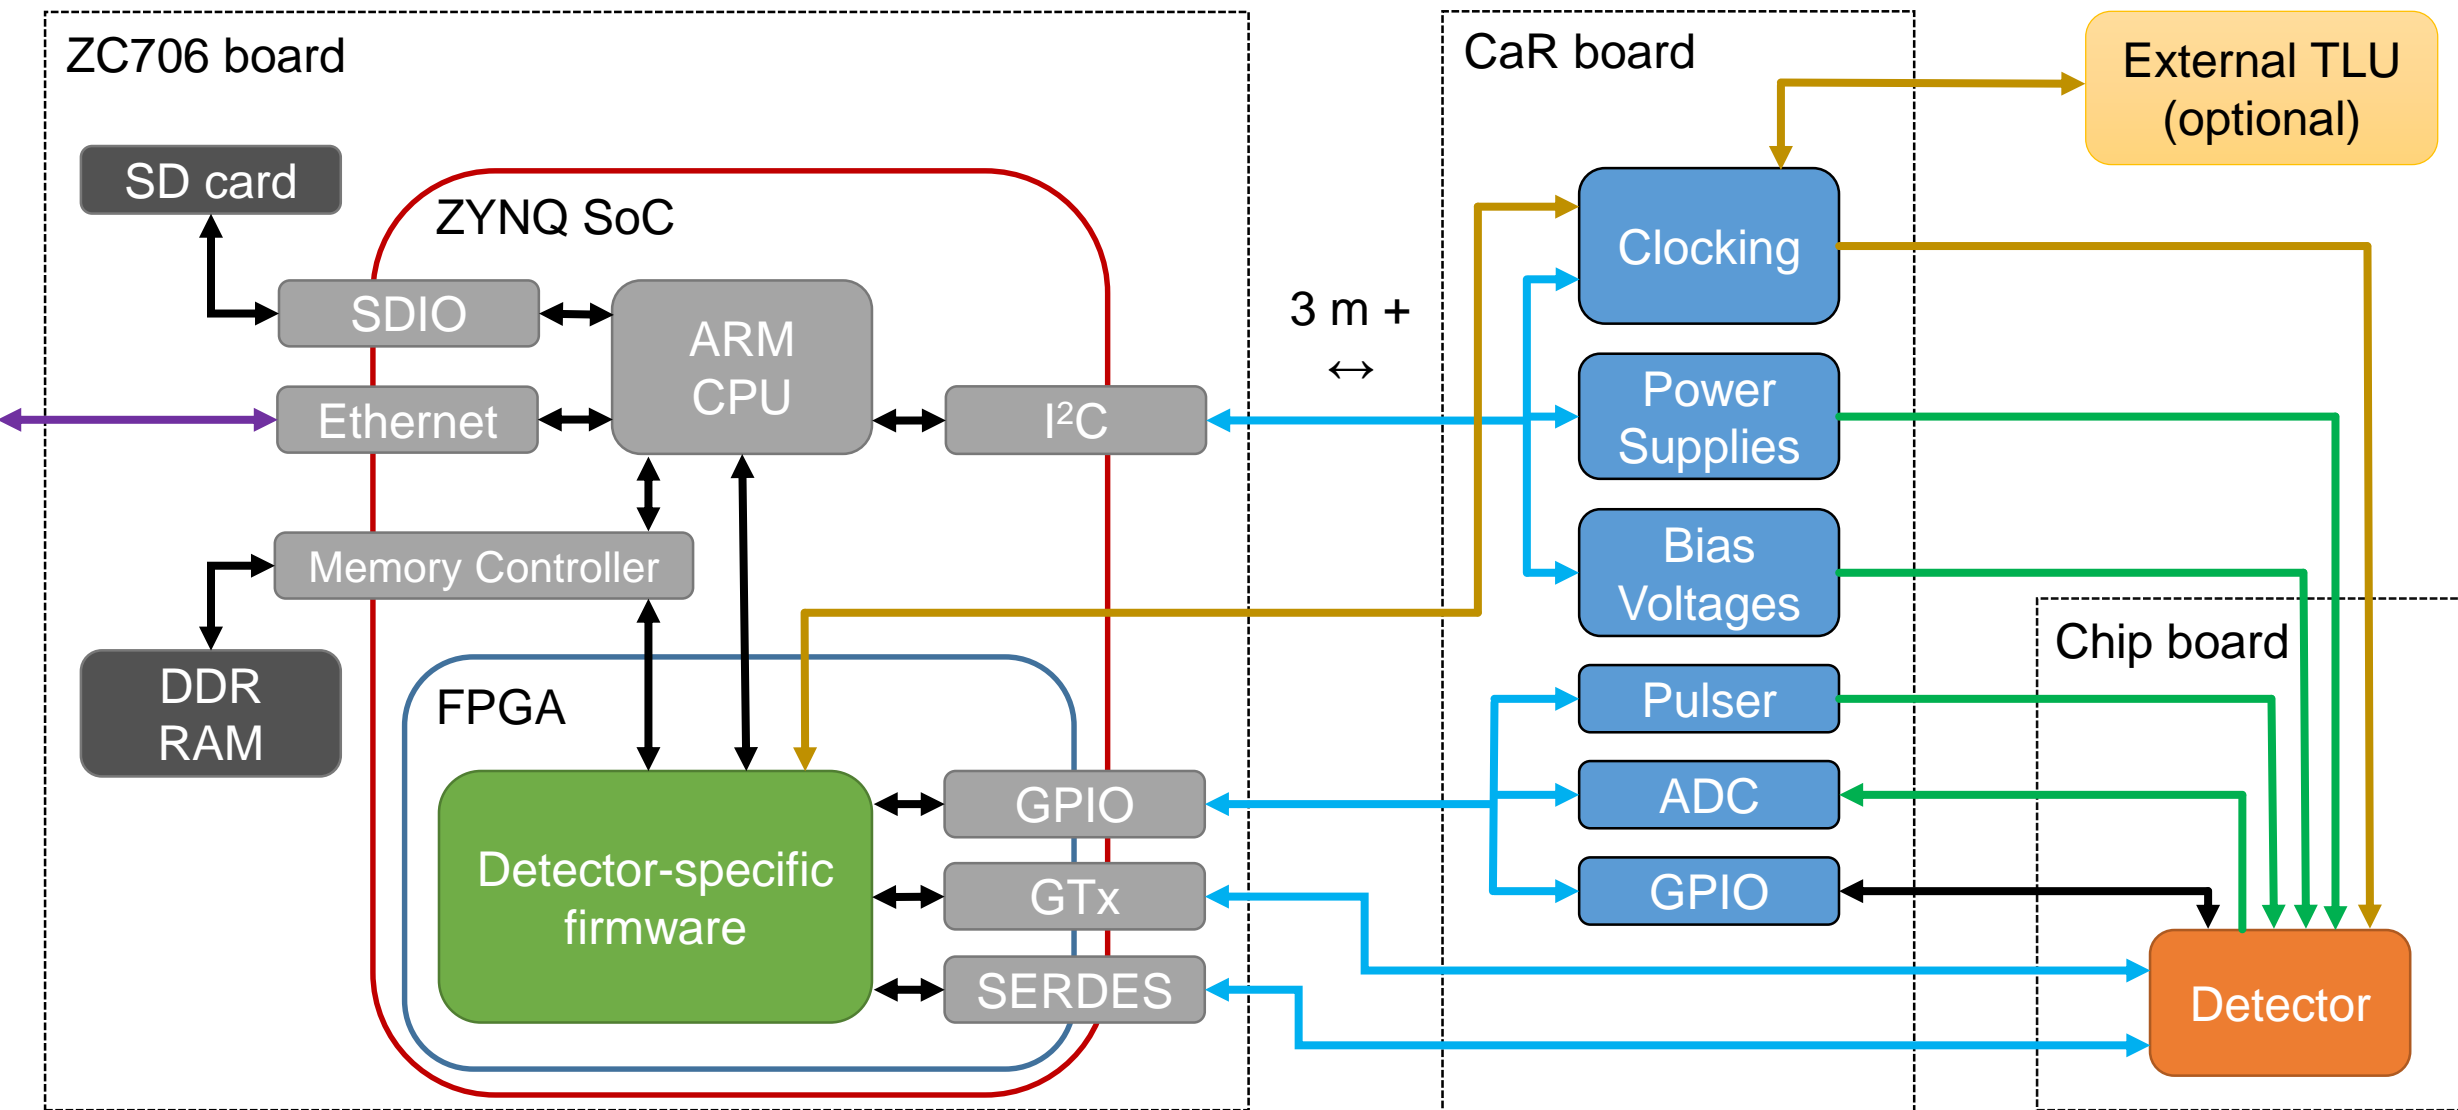 ZC706 board
SD card
ZYNQ SoC
SDIO
ARM
CPU
Ethernet
I²C
Memory Controller
DDR
RAM
FPGA
Detector-specific
firmware
GPIO
GTx
SERDES
3 m +
↔
CaR board
Clocking
Power
Supplies
Bias
Voltages
Pulser
ADC
GPIO
External TLU
(optional)
Chip board
Detector